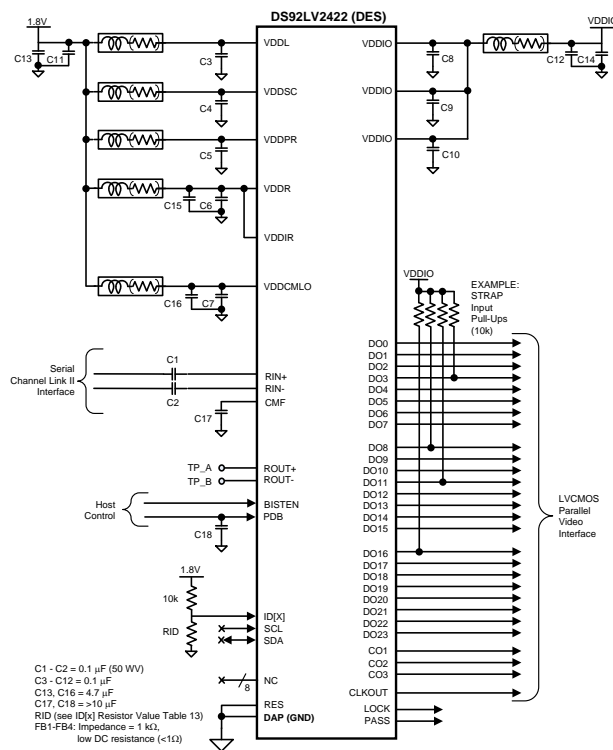 DS92LV2422 (DES)
1.8V
VDDIO
C13
C11
VDDL
C3
VDDIO
C8
C12
C14
VDDSC
C4
VDDIO
C9
VDDPR
C5
VDDIO
C10
VDDR
C15
C6
VDDIR
VDDIO
EXAMPLE:
STRAP
Input
Pull-Ups
(10k)
VDDCMLO
C16
C7
Serial
Channel Link II
Interface
C1
C2
RIN+
RIN-
CMF
C17
TP_A
TP_B
ROUT+
ROUT-
Host
Control
BISTEN
PDB
C18
1.8V
10k
RID
ID[X]
SCL
SDA
NC
8
RES
DAP (GND)
DO0
DO1
DO2
DO3
DO4
DO5
DO6
DO7
DO8
DO9
DO10
DO11
DO12
DO13
DO14
DO15
DO16
DO17
DO18
DO19
DO20
DO21
DO22
DO23
CO1
CO2
CO3
CLKOUT
LOCK
PASS
LVCMOS
Parallel
Video
Interface
C1 - C2 = 0.1 μF (50 WV)
C3 - C12 = 0.1 μF
C13, C16 = 4.7 μF
C17, C18 = >10 μF
RID (see ID[x] Resistor Value Table 13)
FB1-FB4: Impedance = 1 kΩ,
low DC resistance (<1Ω)